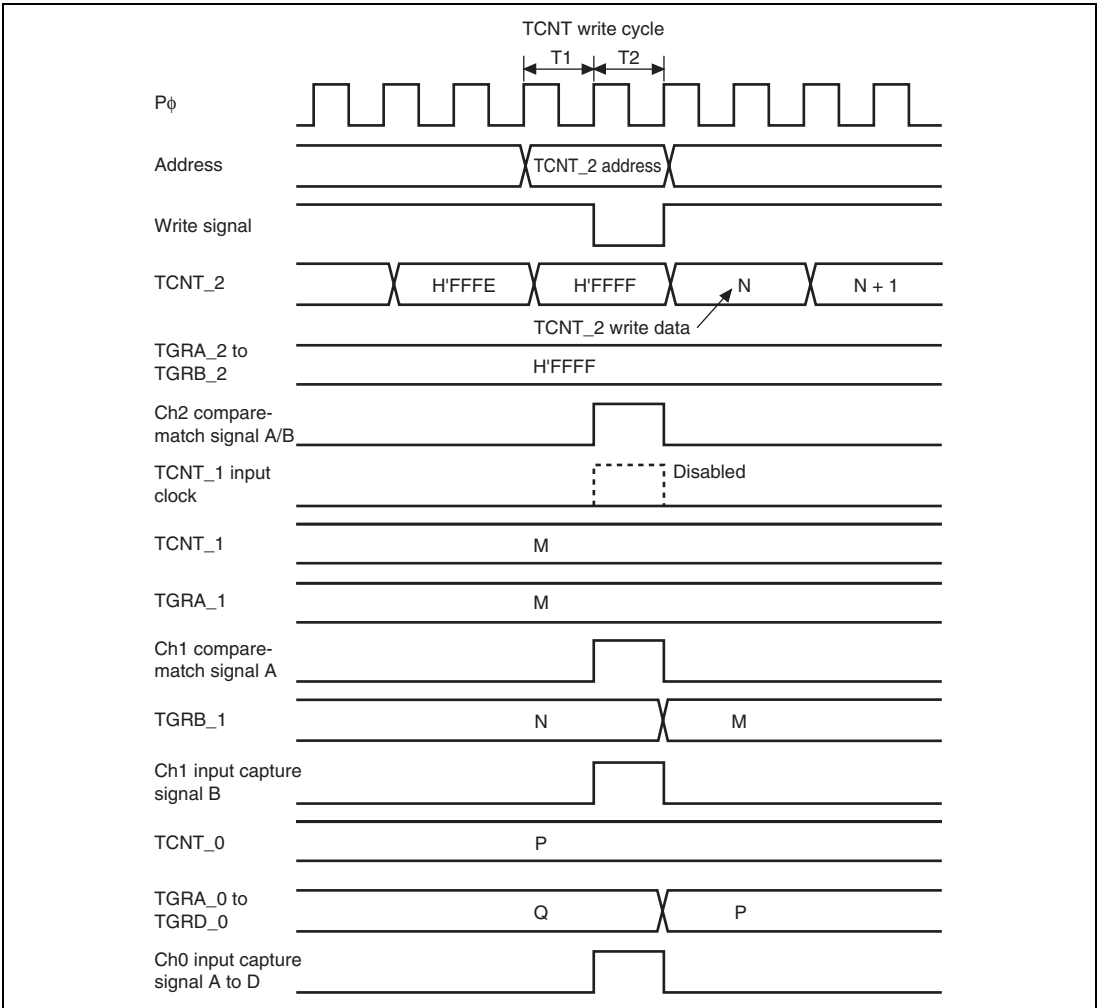 TCNT write cycle
T1 T2
Pϕ
Address
TCNT_2 address
Write signal
TCNT_2
H'FFFE H'FFFF N N + 1
TCNT_2 write data
TGRA_2 to
TGRB_2
H'FFFF
Ch2 compare-
match signal A/B
TCNT_1 input
clock
Disabled
TCNT_1
M
TGRA_1
M
Ch1 compare-
match signal A
TGRB_1
N M
Ch1 input capture
signal B
TCNT_0
P
TGRA_0 to
TGRD_0
Q P
Ch0 input capture
signal A to D